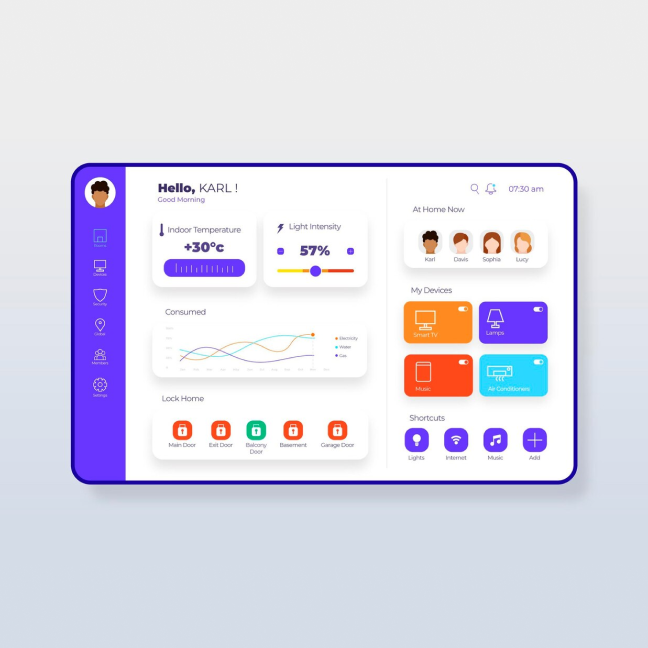 Hello, KARL !
Good Morning
07:30 am
Devices
Security
Global
Members
Settings
Indoor Temperature
+30°c
Light Intensity
57%
Consumed
Electricity
Water
Gas
Lock Home
Main Door
Exit Door
Balcony
Door
Basement
Garage Door
At Home Now
Karl
Davis
Sophia
Lucy
My Devices
Smart TV
Lamps
Music
Air Conditioners
Shortcuts
Lights
Internet
Music
Add